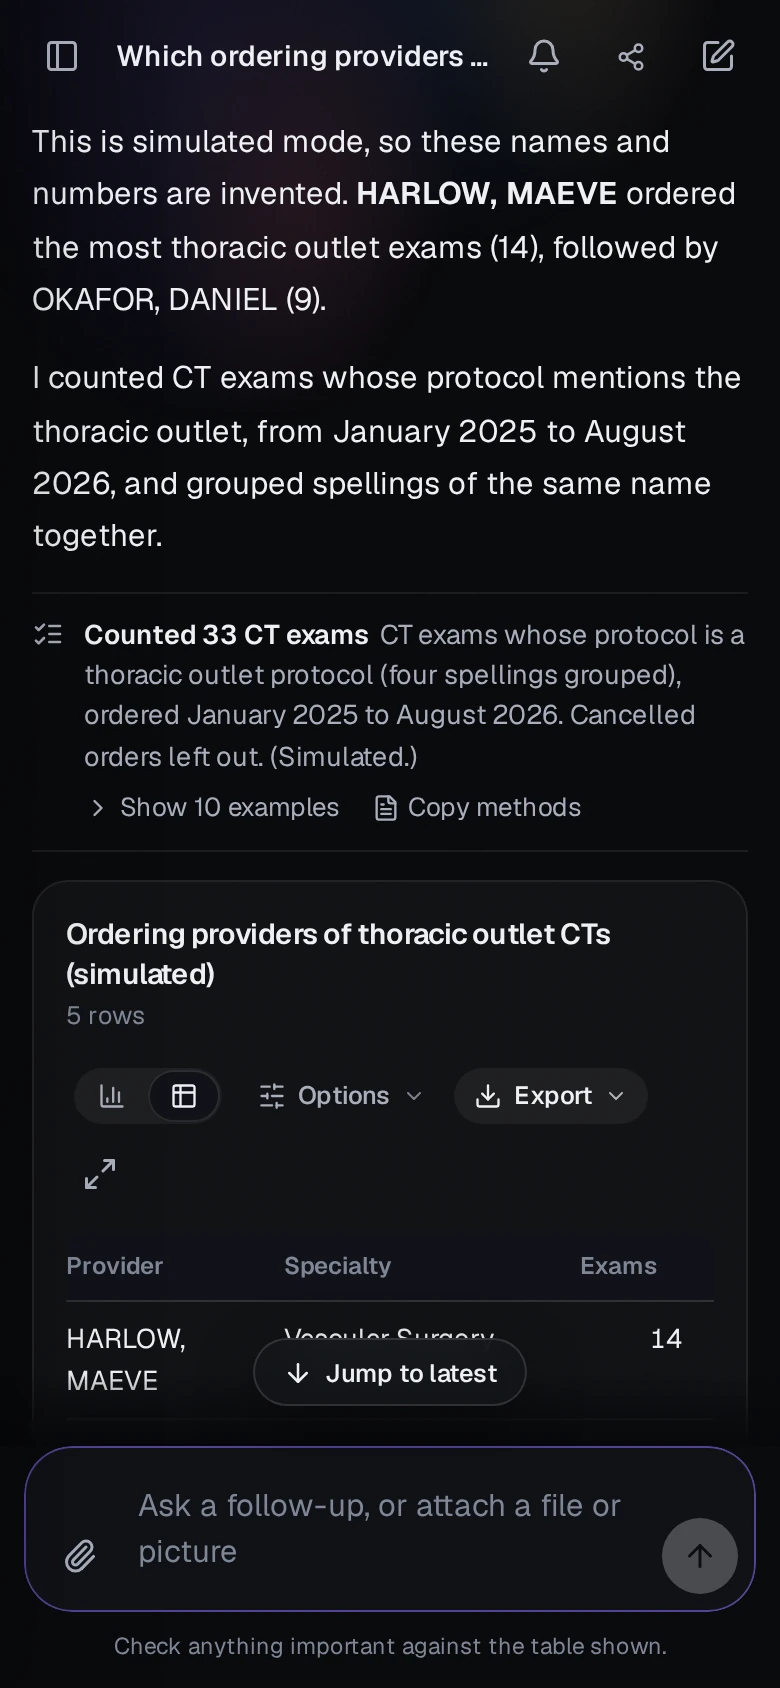 Which ordering providers ...
This is simulated mode, so these names and
numbers are invented. HARLOW, MAEVE ordered
the most thoracic outlet exams (14), followed by
OKAFOR, DANIEL (9).
I counted CT exams whose protocol mentions the
thoracic outlet, from January 2025 to August
2026, and grouped spellings of the same name
together.
Counted 33 CT exams CT exams whose protocol is a
thoracic outlet protocol (four spellings grouped),
ordered January 2025 to August 2026. Cancelled
orders left out. (Simulated.)
Show 10 examples Copy methods
Ordering providers of thoracic outlet CTs
(simulated)
5 rows
Options Export
Provider Specialty Exams
HARLOW, Vascular Surgery 14
MAEVE
Jump to latest
Ask a follow-up, or attach a file or
picture
Check anything important against the table shown.